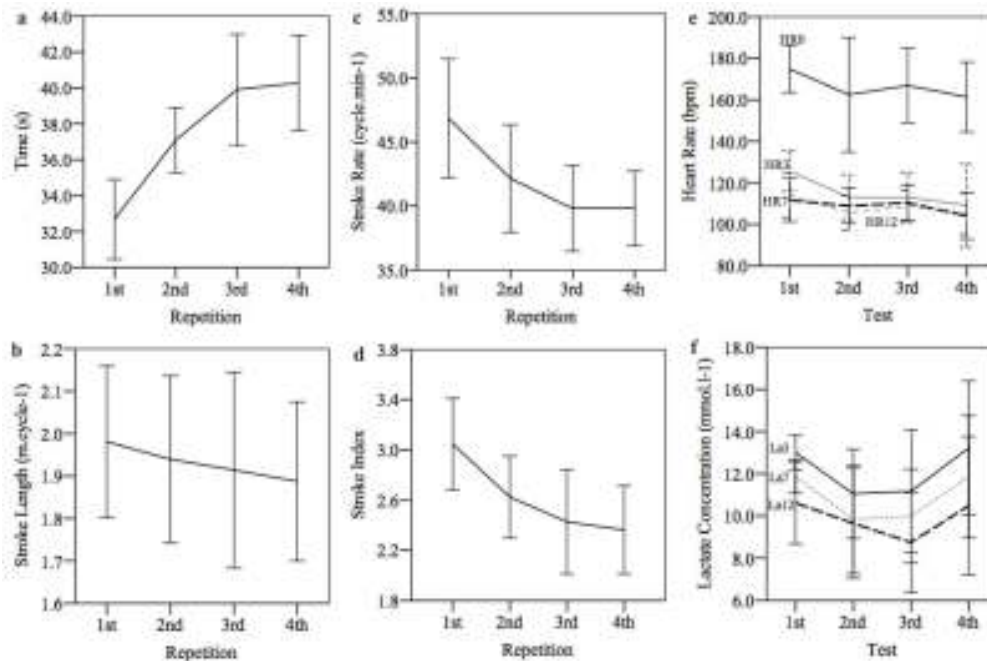 a
44.0
42.0
40.0
38.0
36.0
34.0
32.0
30.0
Time (s)
1st 2nd 3rd 4th
Repetition
c
50.0
45.0
40.0
35.0
Stroke Rate (cycle.min-1)
1st 2nd 3rd 4th
Repetition
e
200.0
180.0
160.0
140.0
120.0
100.0
80.0
Heart Rate (bpm)
HR7
HR12
1st 2nd 3rd 4th
Test
b
2.2
2.1
2.0
1.9
1.8
1.7
1.6
Stroke Length (m.cycle-1)
1st 2nd 3rd 4th
Repetition
d
3.8
3.4
3.0
2.6
2.2
1.8
Stroke Index
1st 2nd 3rd 4th
Repetition
f
18.0
16.0
14.0
12.0
10.0
8.0
6.0
Lactate Concentration (mmol.l-1)
La7
La12
1st 2nd 3rd 4th
Test